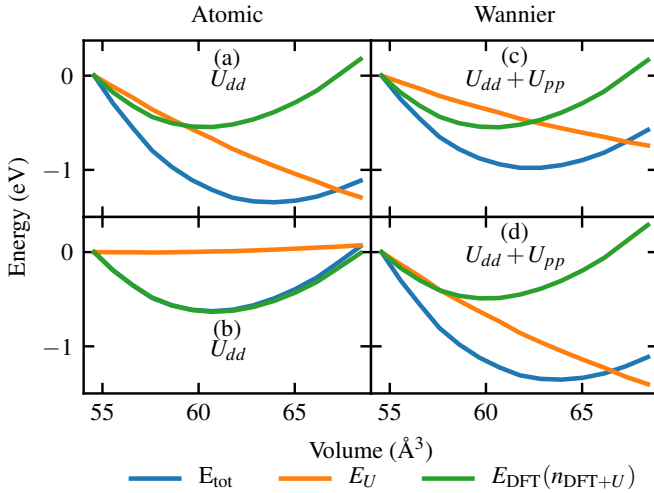 Atomic Wannier
(a)
U_dd
(c)
U_dd + U_pp
0
−1
(b)
U_dd
(d)
U_dd + U_pp
0
−1
Energy (eV)
55 60 65 55 60 65
Volume (Å³)
E_tot E_U E_DFT(n_DFT+U)